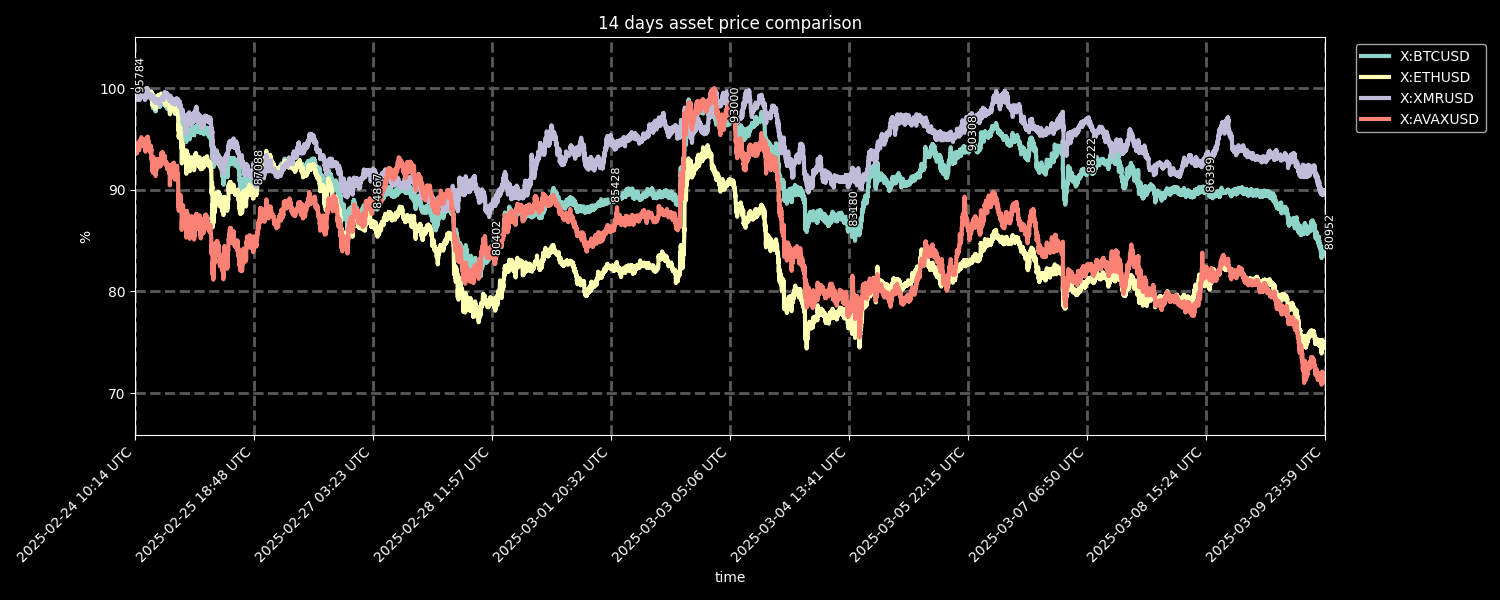 14 days asset price comparison
X:BTCUSD
X:ETHUSD
X:XMRUSD
X:AVAXUSD
100
90
80
70
%
95784
87088
84867
80402
85428
93000
83180
90308
88222
86399
80952
2025-02-24 10:14 UTC
2025-02-25 18:48 UTC
2025-02-27 03:23 UTC
2025-02-28 11:57 UTC
2025-03-01 20:32 UTC
2025-03-03 05:06 UTC
2025-03-04 13:41 UTC
2025-03-05 22:15 UTC
2025-03-07 06:50 UTC
2025-03-08 15:24 UTC
2025-03-09 23:59 UTC
time